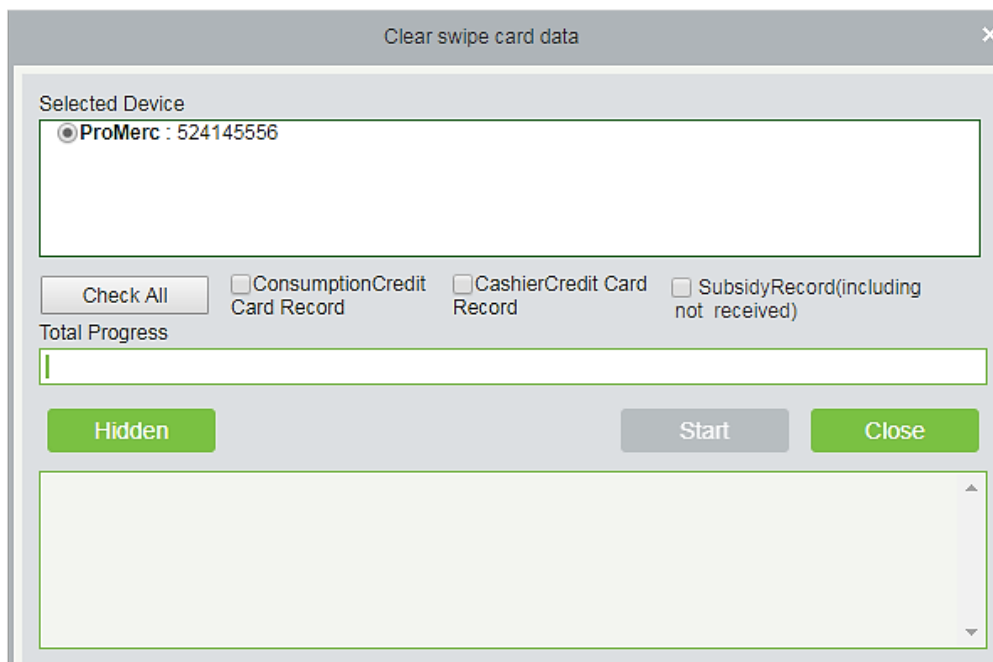 Clear swipe card data
Selected Device
ProMerc : 524145556
Check All
ConsumptionCredit
Card Record
CashierCredit Card
Record
SubsidyRecord(including
not received)
Total Progress
Hidden
Start
Close